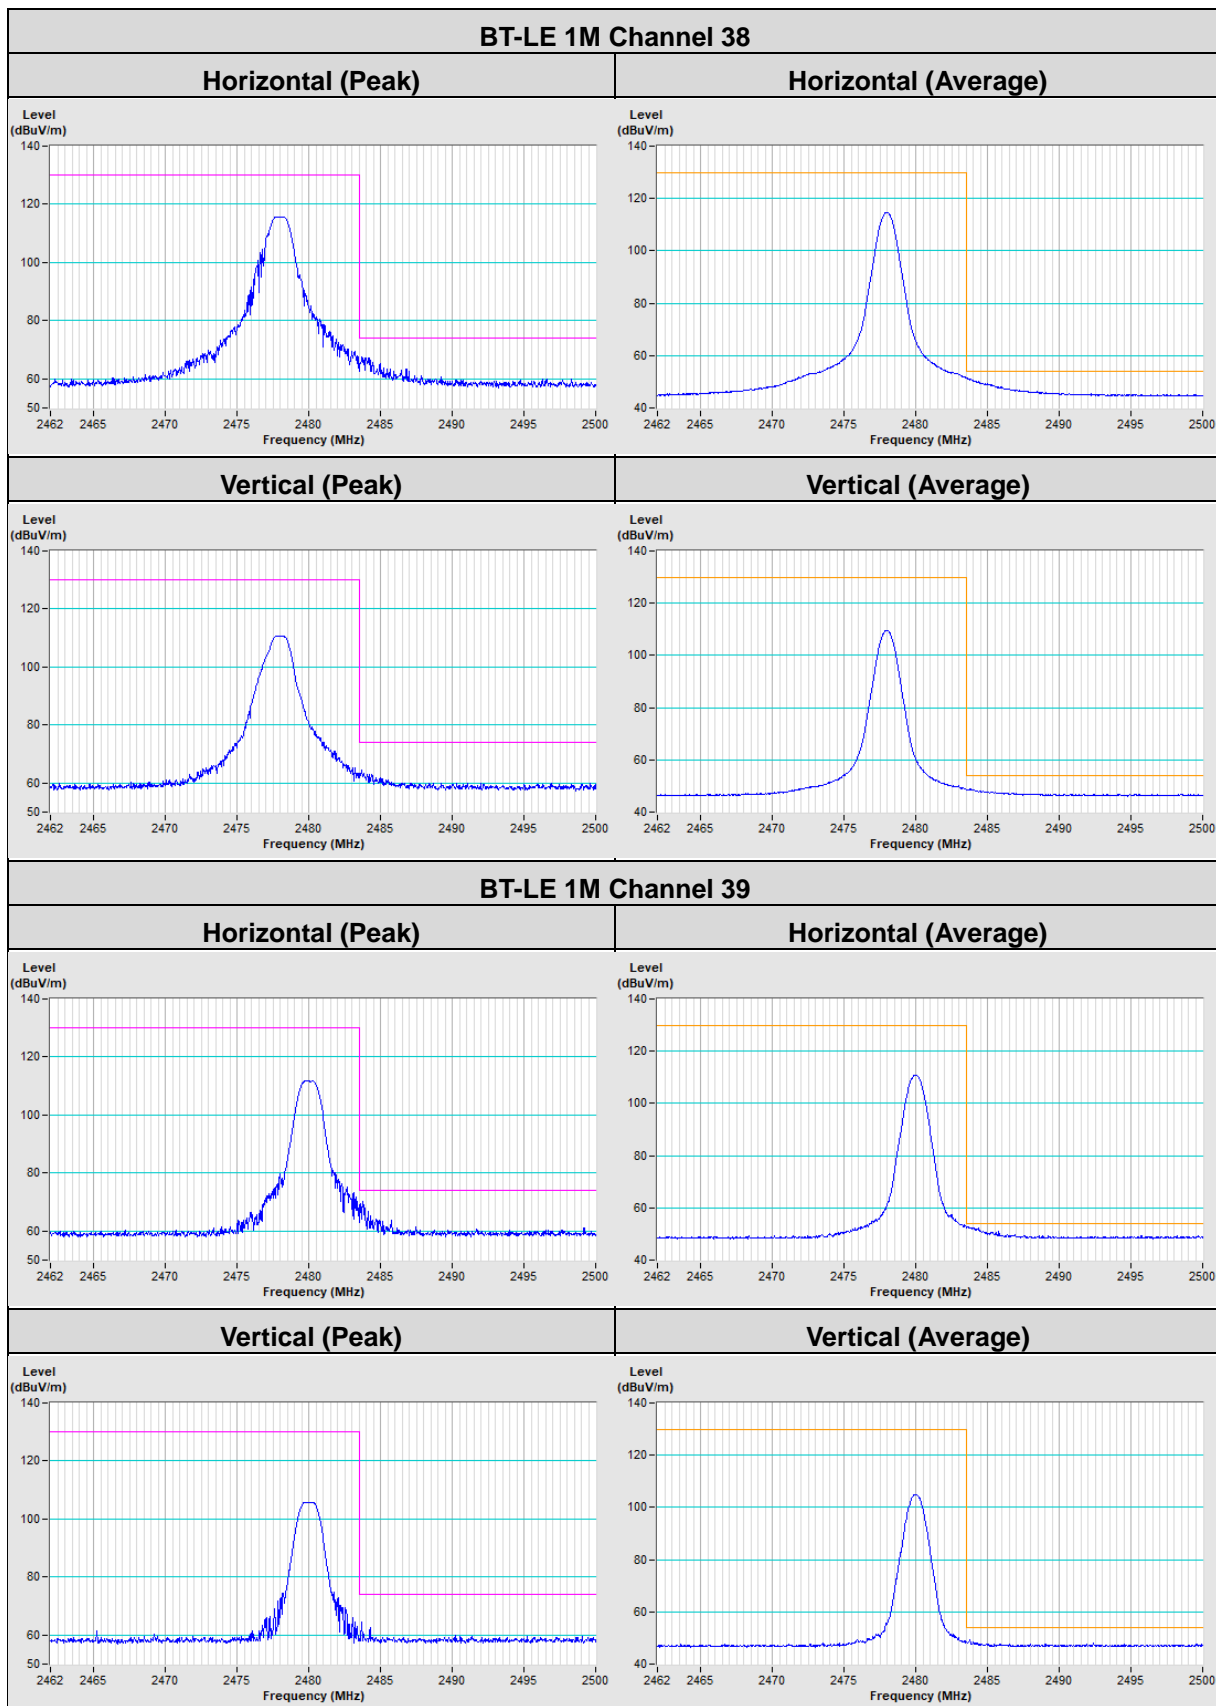 BT-LE 1M Channel 38
Horizontal (Peak)
Horizontal (Average)
Level
(dBuV/m)
140
120
100
80
60
50
2462 2465 2470 2475 2480 2485 2490 2495 2500
Frequency (MHz)
Level
(dBuV/m)
140
120
100
80
60
40
2462 2465 2470 2475 2480 2485 2490 2495 2500
Frequency (MHz)
Vertical (Peak)
Vertical (Average)
Level
(dBuV/m)
140
120
100
80
60
50
2462 2465 2470 2475 2480 2485 2490 2495 2500
Frequency (MHz)
Level
(dBuV/m)
140
120
100
80
60
40
2462 2465 2470 2475 2480 2485 2490 2495 2500
Frequency (MHz)
BT-LE 1M Channel 39
Horizontal (Peak)
Horizontal (Average)
Level
(dBuV/m)
140
120
100
80
60
50
2462 2465 2470 2475 2480 2485 2490 2495 2500
Frequency (MHz)
Level
(dBuV/m)
140
120
100
80
60
40
2462 2465 2470 2475 2480 2485 2490 2495 2500
Frequency (MHz)
Vertical (Peak)
Vertical (Average)
Level
(dBuV/m)
140
120
100
80
60
50
2462 2465 2470 2475 2480 2485 2490 2495 2500
Frequency (MHz)
Level
(dBuV/m)
140
120
100
80
60
40
2462 2465 2470 2475 2480 2485 2490 2495 2500
Frequency (MHz)